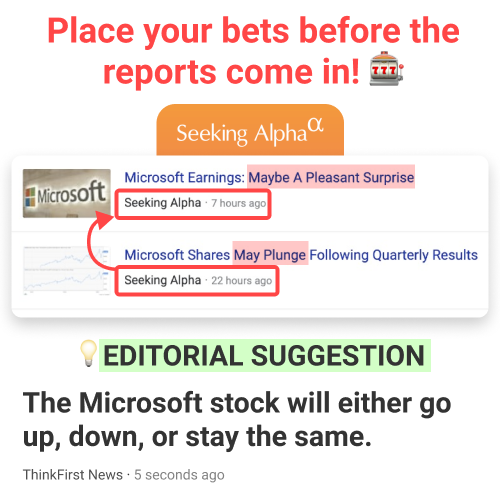 Place your bets before the
reports come in! 🎰
Seeking Alphaα
Microsoft Earnings: Maybe A Pleasant Surprise
Microsoft
Seeking Alpha · 7 hours ago
Microsoft Shares May Plunge Following Quarterly Results
Seeking Alpha · 22 hours ago
💡EDITORIAL SUGGESTION
The Microsoft stock will either go
up, down, or stay the same.
ThinkFirst News · 5 seconds ago